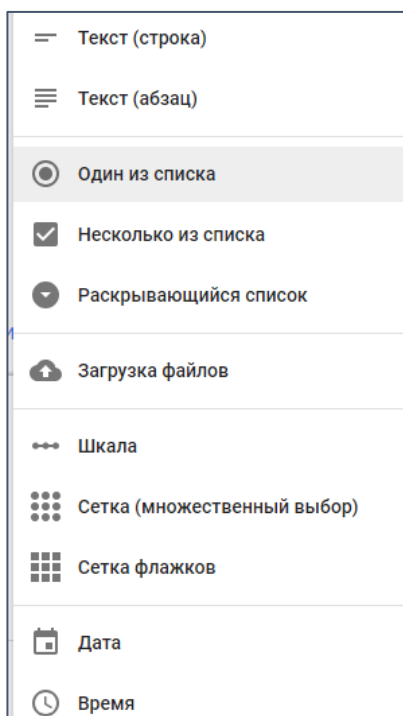 Текст (строка)
Текст (абзац)
Один из списка
Несколько из списка
Раскрывающийся список
Загрузка файлов
Шкала
Сетка (множественный выбор)
Сетка флажков
Дата
Время